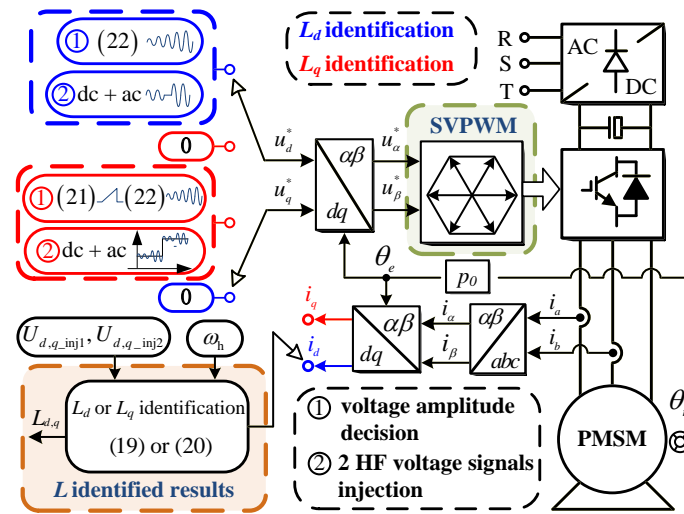 ① (22)
② dc + ac
0
① (21) (22)
② dc + ac
0
L_d identification
L_q identification
R
S
T
AC
DC
SVPWM
u_d^*
u_q^*
αβ
dq
u_α^*
u_β^*
θ_e
p_0
i_q
i_d
αβ
dq
i_α
i_β
αβ
abc
i_a
i_b
U_{d,q_inj1}, U_{d,q_inj2}
ω_h
L_{d,q}
L_d or L_q identification
(19) or (20)
L identified results
① voltage amplitude
decision
② 2 HF voltage signals
injection
PMSM